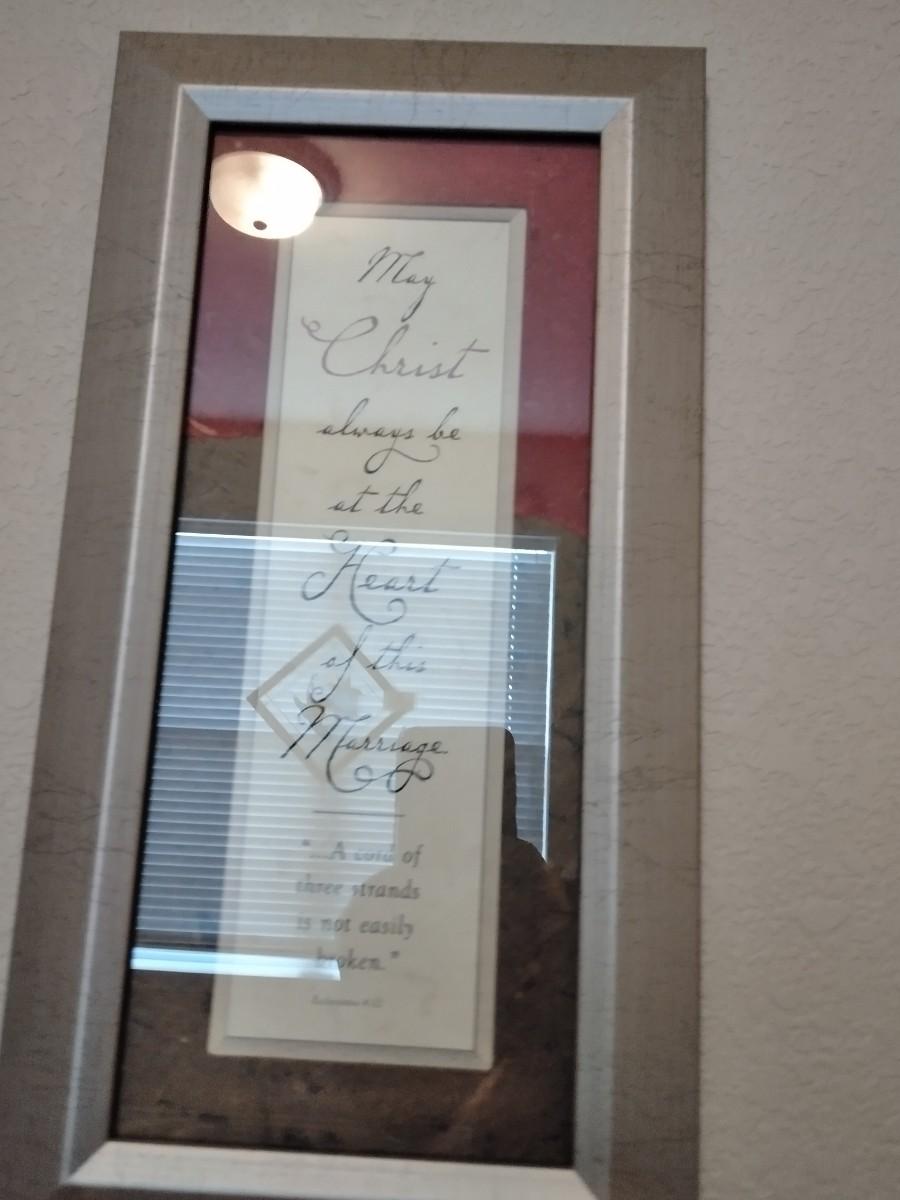 May
Christ
always be
at the
Heart
of this
Marriage
"...A cord of
three strands
is not easily
broken."